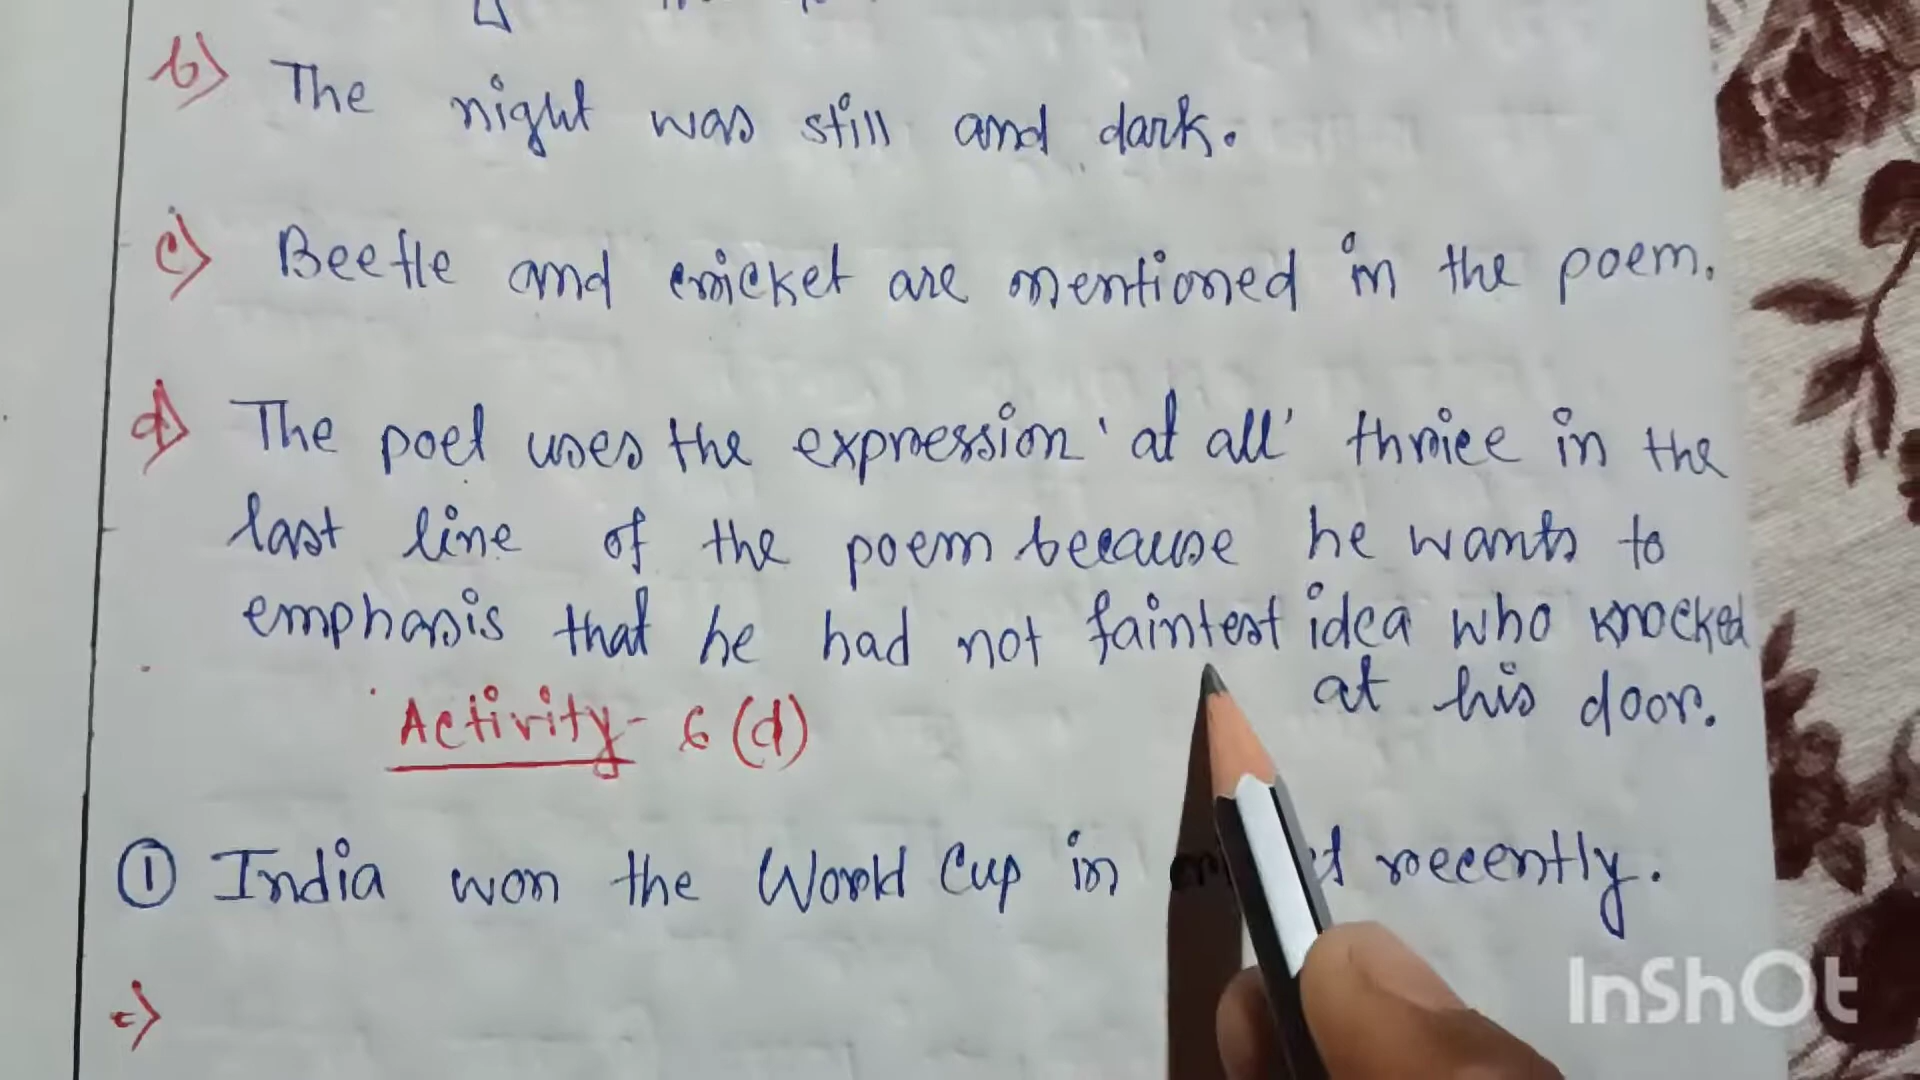 b) The night was still and dark.
c) Beetle and cricket are mentioned in the poem.
d) The poet uses the expression 'at all' thrice in the
last line of the poem because he wants to
emphasis that he had not faintest idea who knocked
at his door.
Activity - 6 (d)
① India won the World Cup in recently.
=>
InShOt